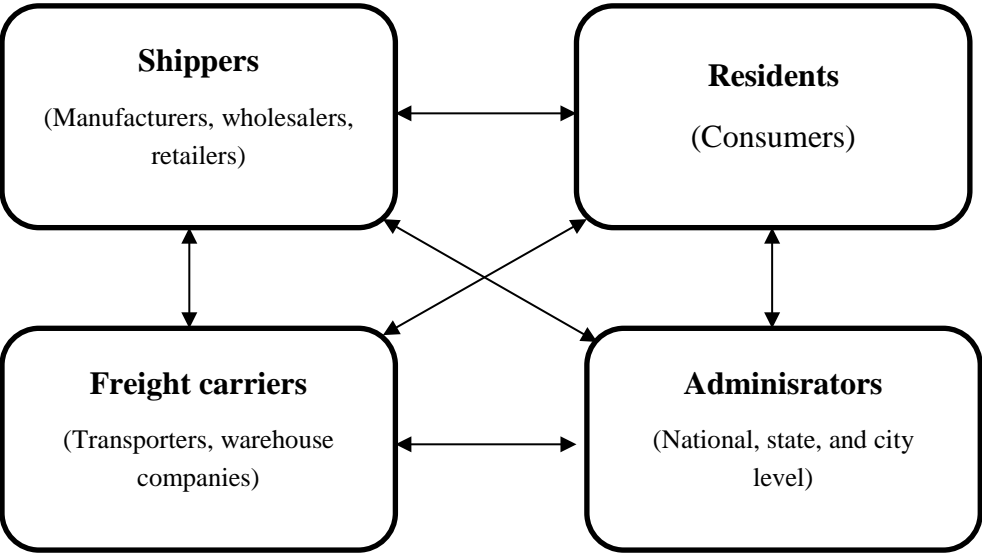 Shippers
(Manufacturers, wholesalers,
retailers)
Residents
(Consumers)
Freight carriers
(Transporters, warehouse
companies)
Adminisrators
(National, state, and city
level)